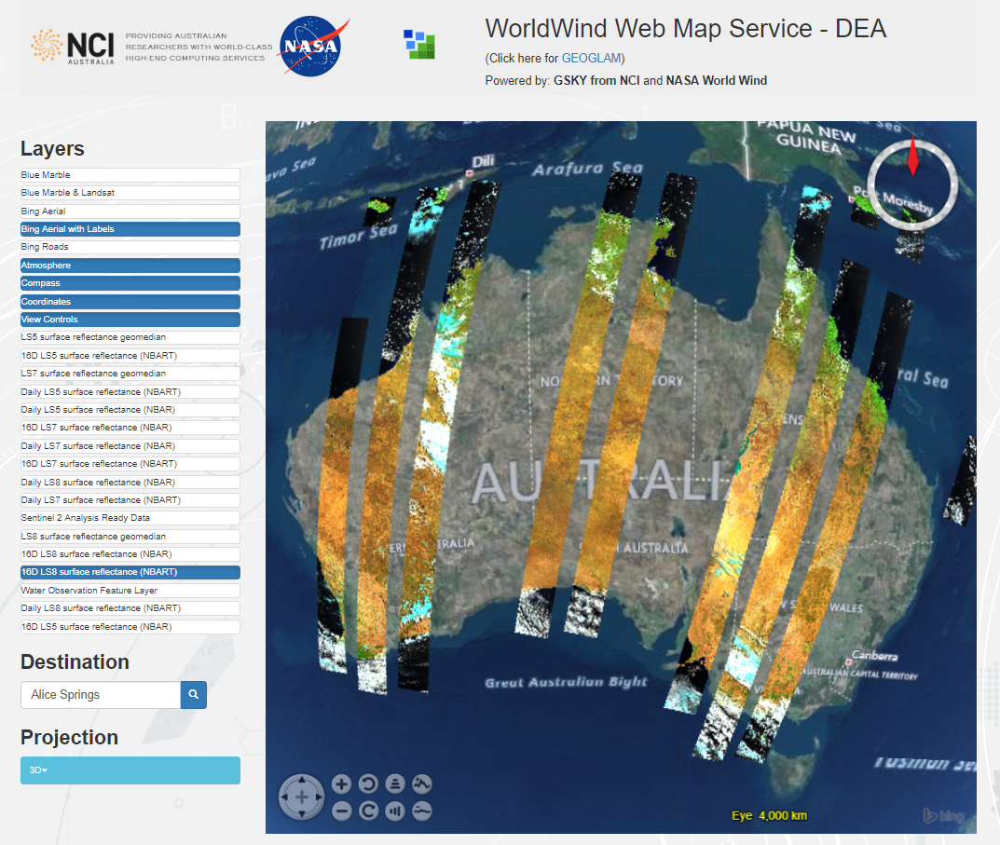 NCI
AUSTRALIA
PROVIDING AUSTRALIAN
RESEARCHERS WITH WORLD-CLASS
HIGH-END COMPUTING SERVICES
NASA
WorldWind Web Map Service - DEA
(Click here for GEOGLAM)
Powered by: GSKY from NCI and NASA World Wind
Layers
Blue Marble
Blue Marble & Landsat
Bing Aerial
Bing Aerial with Labels
Bing Roads
Atmosphere
Compass
Coordinates
View Controls
LS5 surface reflectance geomedian
16D LS5 surface reflectance (NBART)
LS7 surface reflectance geomedian
Daily LS5 surface reflectance (NBART)
Daily LS5 surface reflectance (NBAR)
16D LS7 surface reflectance (NBAR)
Daily LS7 surface reflectance (NBAR)
16D LS7 surface reflectance (NBART)
Daily LS8 surface reflectance (NBAR)
Daily LS7 surface reflectance (NBART)
Sentinel 2 Analysis Ready Data
LS8 surface reflectance geomedian
16D LS8 surface reflectance (NBAR)
16D LS8 surface reflectance (NBART)
Water Observation Feature Layer
Daily LS8 surface reflectance (NBART)
16D LS5 surface reflectance (NBAR)
Destination
Alice Springs
Projection
3D
PAPUA NEW
GUINEA
Dili
Arafura Sea
Timor Sea
Port Moresby
ral Sea
TORY
AU TRALI
TRALIA
AUSTRALIA
WALES
Canberra
AUSTRALIAN CAPITAL TERRITORY
Great Australian Bight
Tasman Se
Eye 4,000 km
bing